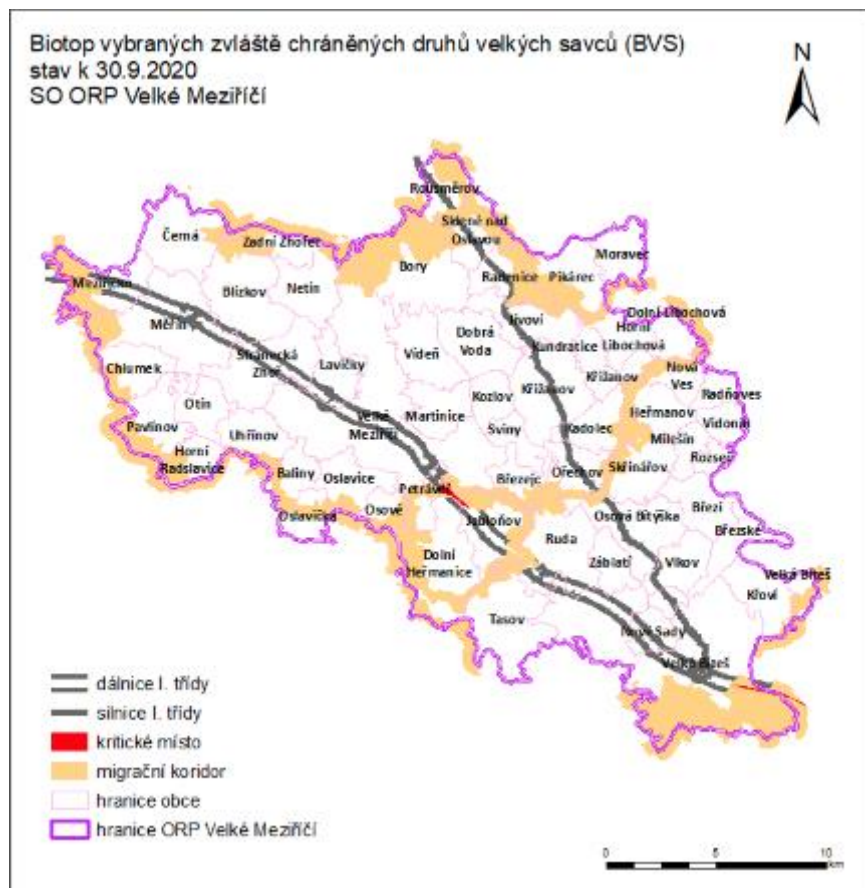 Biotop vybraných zvláště chráněných druhů velkých savců (BVS)
stav k 30.9.2020
SO ORP Velké Meziříčí
N
Rousměrov
Sklené nad
Oslavou
Černá
Zadní Zhořec
Moravec
Bory
Radenice
Pikárec
Meziříčko
Blízkov
Netín
Dolní Libochová
Měřín
Jívoví
Horní
Libochová
Dobrá
Voda
Kundratice
Stránecká
Zhoř
Lavičky
Vídeň
Nová
Ves
Chlumek
Křižanov
Radňoves
Kozlov
Křižanov
Otín
Velké
Meziříčí
Martinice
Heřmanov
Vidonín
Pavlínov
Uhřínov
Sviny
Kadolec
Milešín
Horní
Radslavice
Rozseč
Baliny
Oslavice
Březejc
Ořechov
Skřinářov
Petráveč
Březí
Oslavička
Osové
Jabloňov
Osová Bítýška
Březské
Ruda
Dolní
Heřmanice
Záblatí
Vlkov
Velká Bíteš
Křoví
Tasov
Nové Sady
Velká Bíteš
dálnice I. třídy
silnice I. třídy
kritické místo
migrační koridor
hranice obce
hranice ORP Velké Meziříčí
0 5 10
km